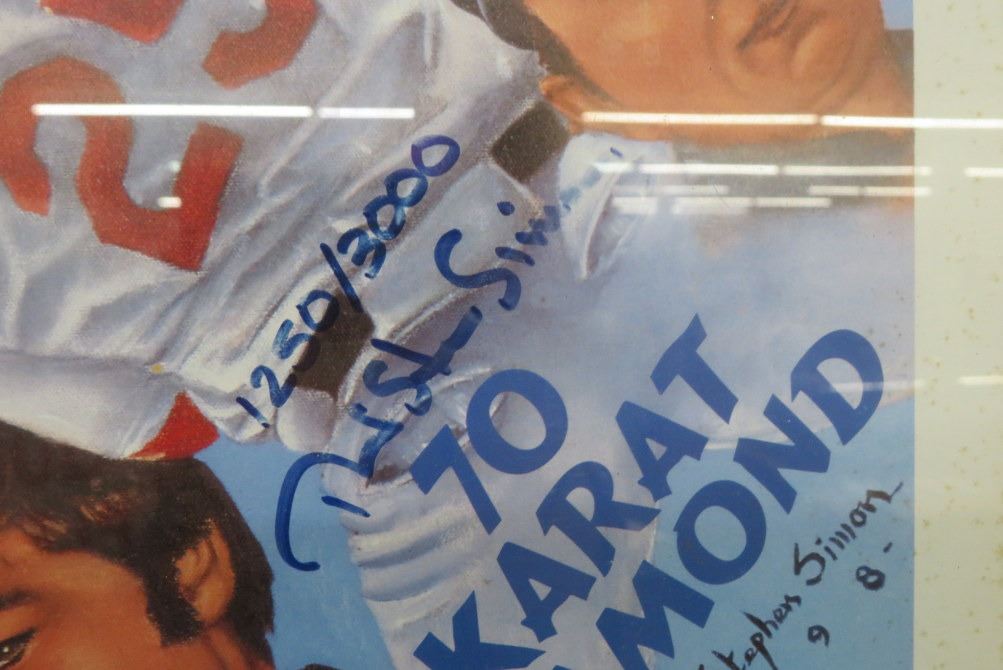 1250/3000
70
KARAT
MOND
Stephen Simon
9 8-